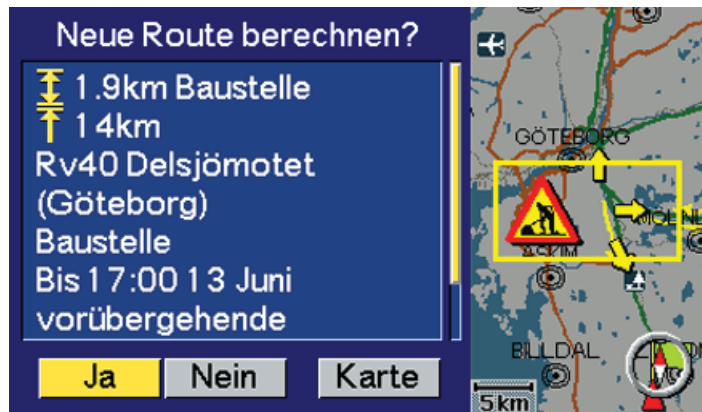 Neue Route berechnen?
1.9km Baustelle
14km
Rv40 Delsjömotet
(Göteborg)
Baustelle
Bis 17:00 13 Juni
vorübergehende
Ja Nein Karte
GÖTEBORG
ASKIM
BILLDAL
5km